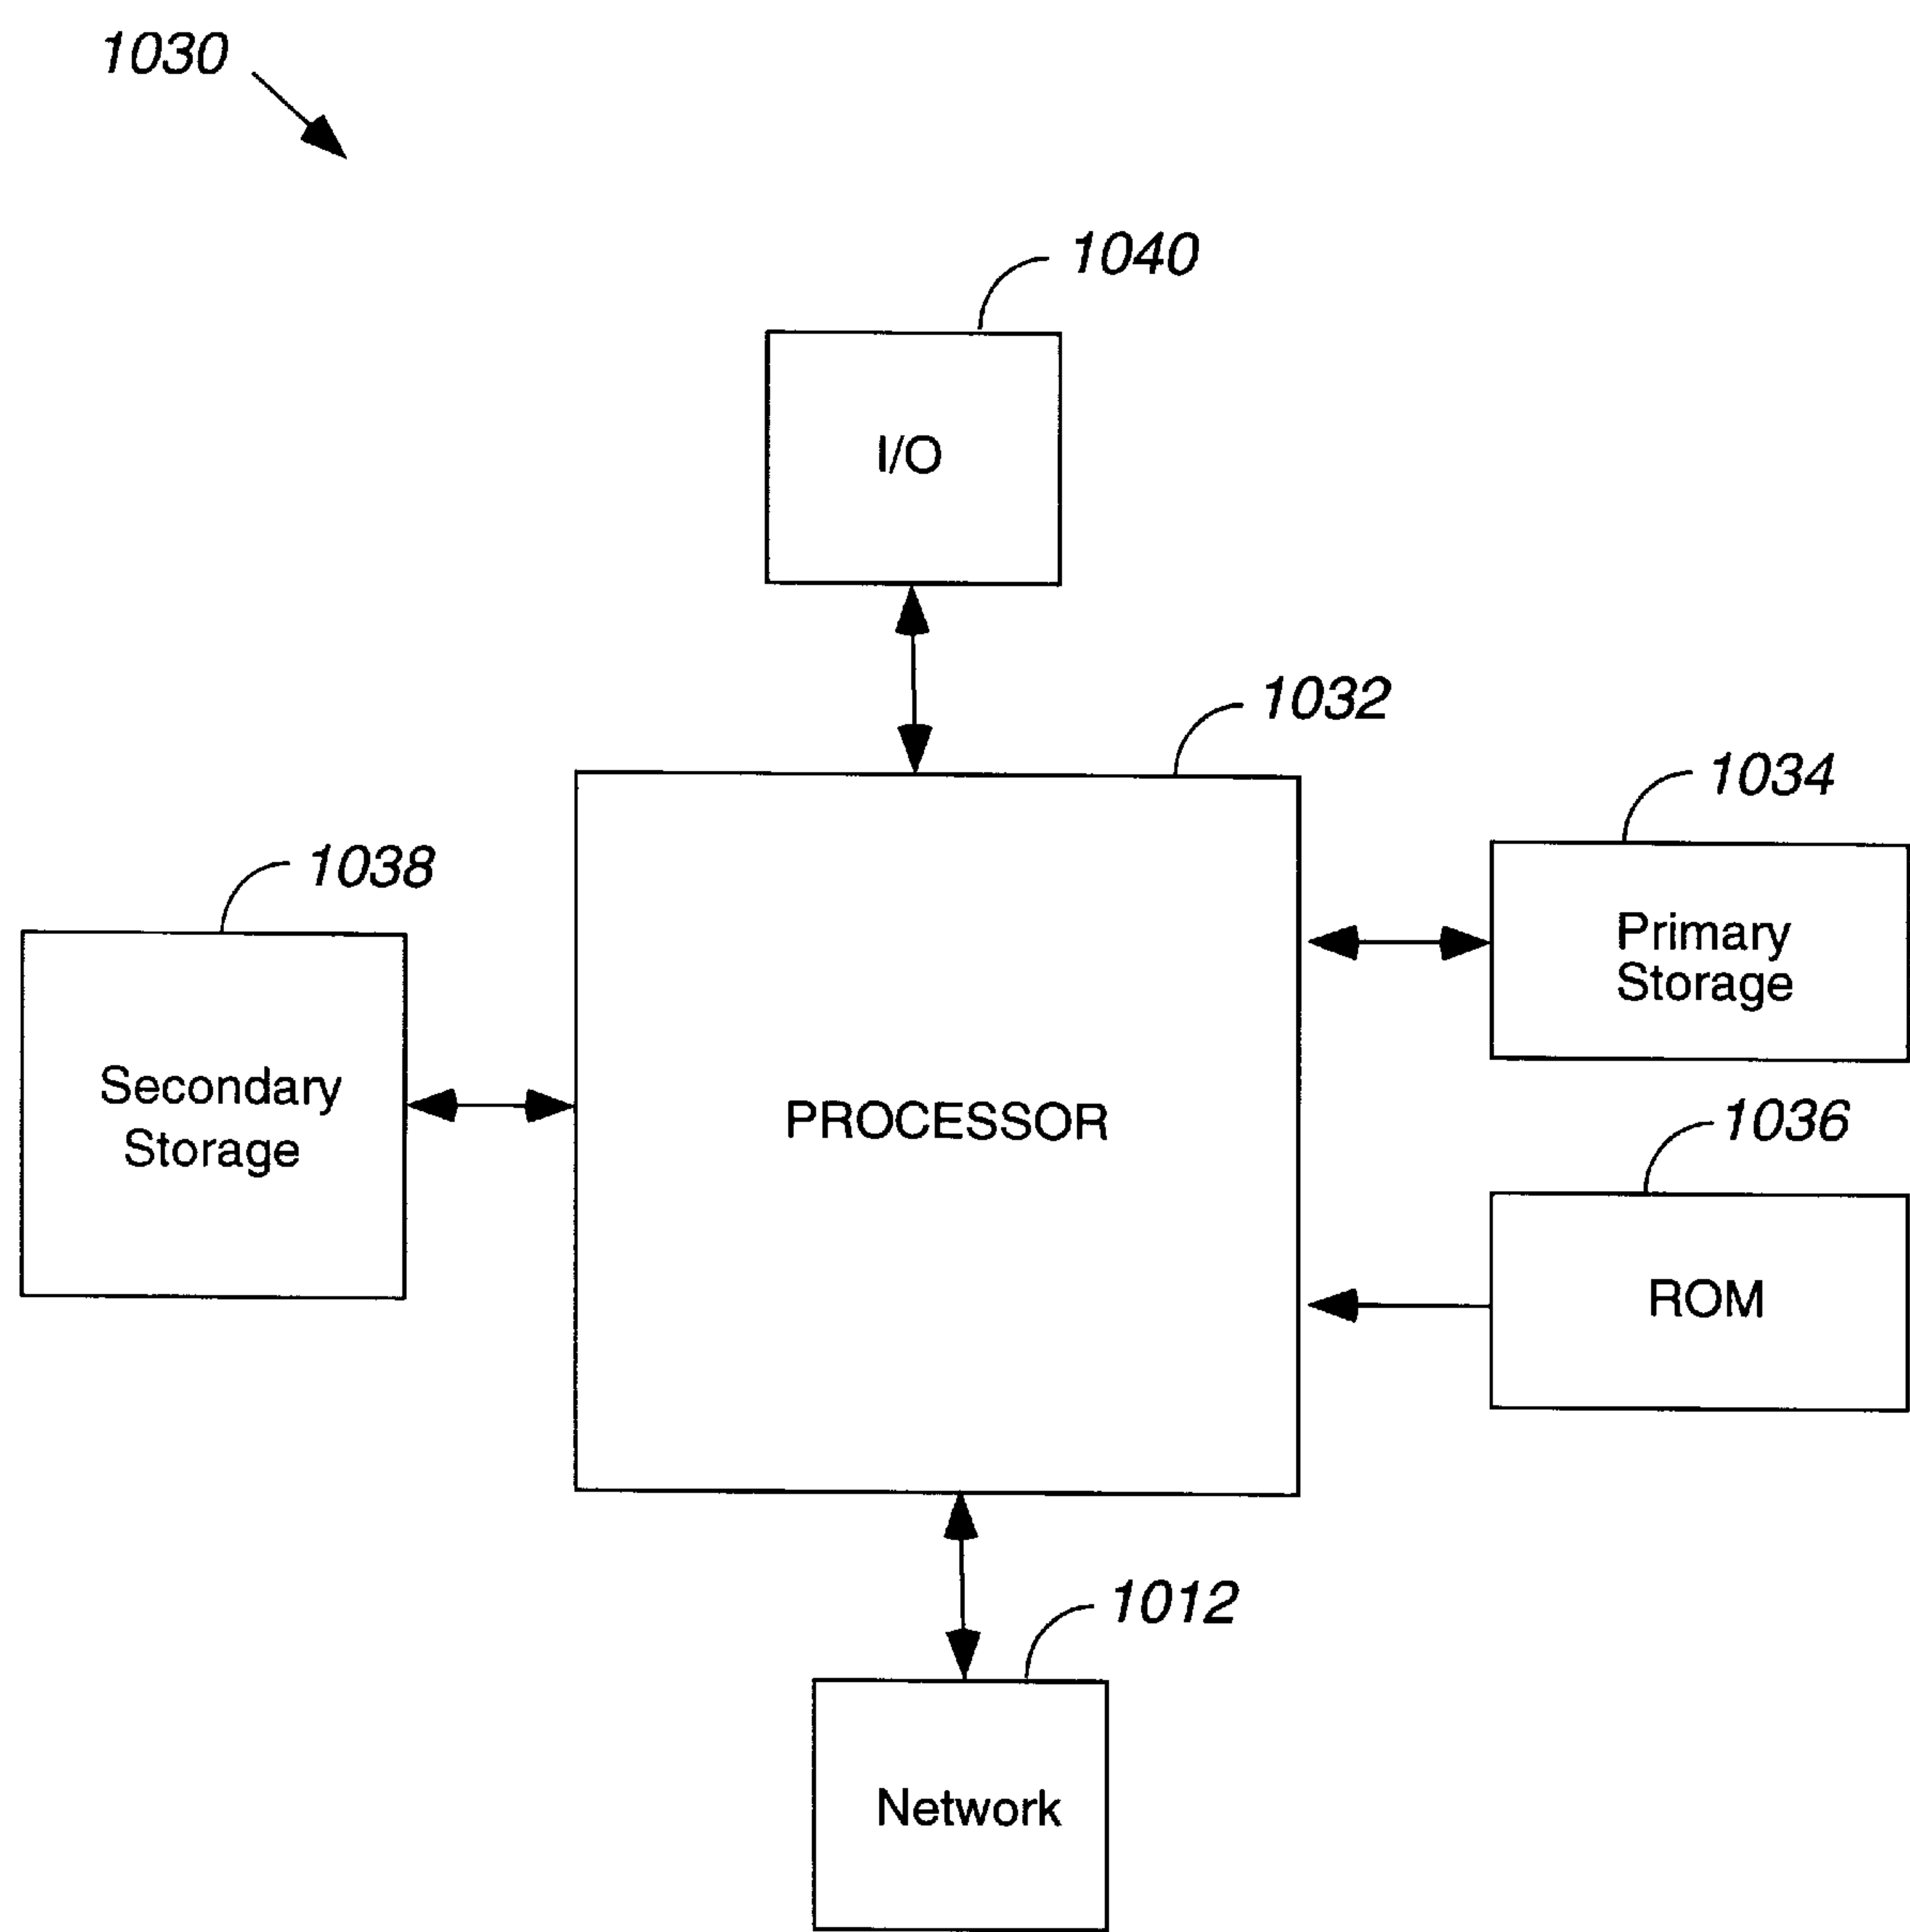 1030
1040
I/O
1032
1034
1038
Primary
Storage
Secondary
Storage
PROCESSOR
1036
ROM
1012
Network